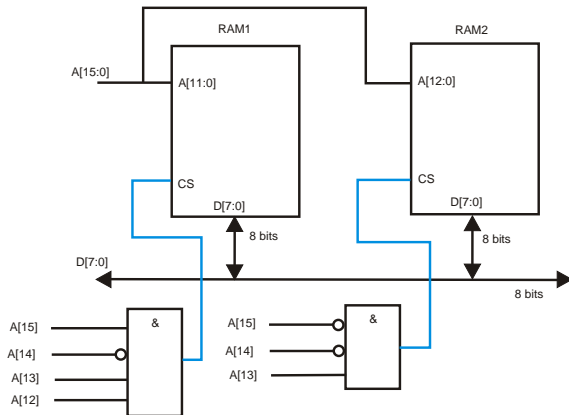 RAM1
RAM2
A[15:0]
A[11:0]
A[12:0]
CS
CS
D[7:0]
D[7:0]
8 bits
8 bits
D[7:0]
8 bits
A[15]
A[14]
A[13]
A[12]
&
A[15]
A[14]
A[13]
&